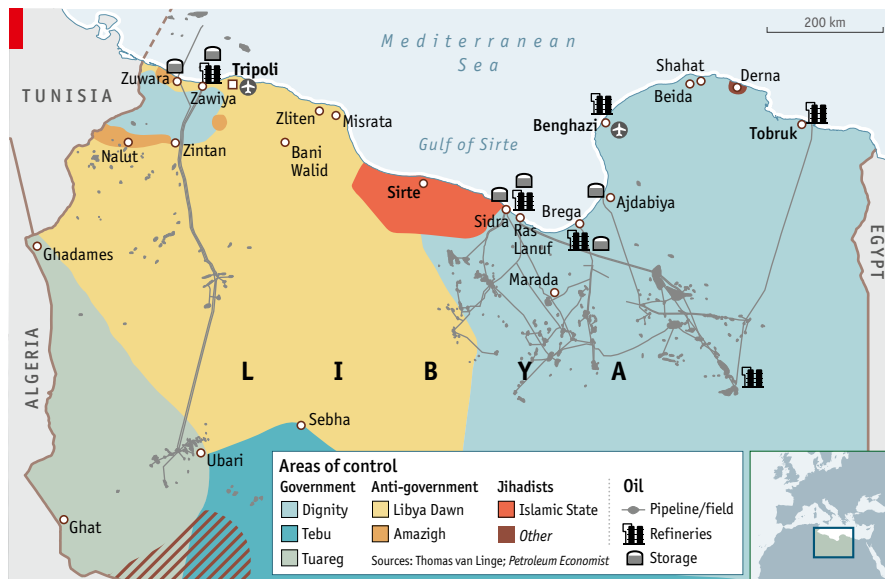 200 km
Mediterranean
Sea
TUNISIA
Zuwara
Zawiya
Tripoli
Zliten
Misrata
Nalut
Zintan
Bani
Walid
Gulf of Sirte
Shahat
Beida
Derna
Benghazi
Tobruk
Sirte
Sidra
Ras
Lanuf
Brega
Ajdabiya
Marada
Ghadames
EGYPT
ALGERIA
L I B Y A
Sebha
Ubari
Ghat
Areas of control
Government
Dignity
Tebu
Tuareg
Anti-government
Libya Dawn
Amazigh
Jihadists
Islamic State
Other
Sources: Thomas van Linge; Petroleum Economist
Oil
Pipeline/field
Refineries
Storage